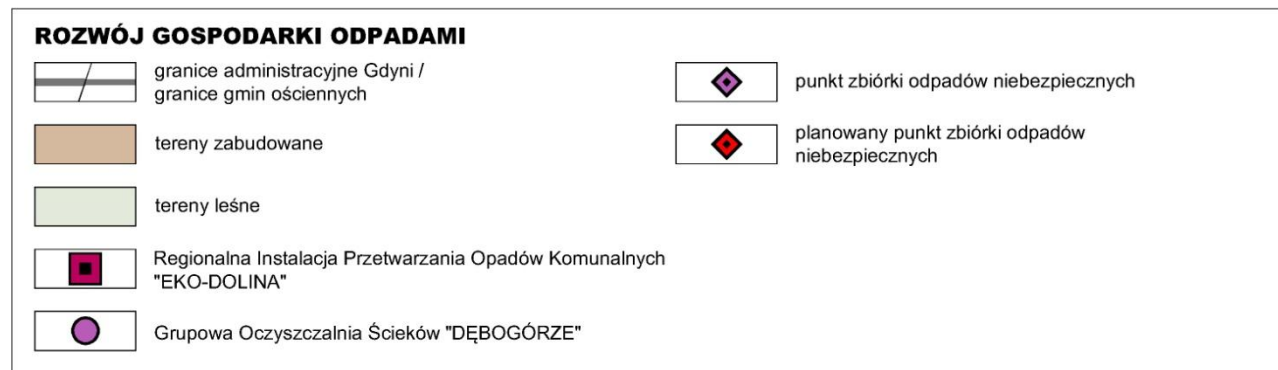 ROZWÓJ GOSPODARKI ODPADAMI
granice administracyjne Gdyni /
granice gmin ościennych
tereny zabudowane
tereny leśne
Regionalna Instalacja Przetwarzania Opadów Komunalnych
"EKO-DOLINA"
Grupowa Oczyszczalnia Ścieków "DĘBOGÓRZE"
punkt zbiórki odpadów niebezpiecznych
planowany punkt zbiórki odpadów
niebezpiecznych